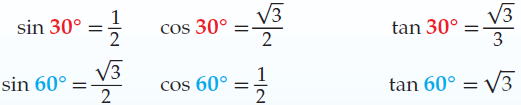 sin 30° = 1/2 cos 30° = √3/2 tan 30° = √3/3
sin 60° = √3/2 cos 60° = 1/2 tan 60° = √3